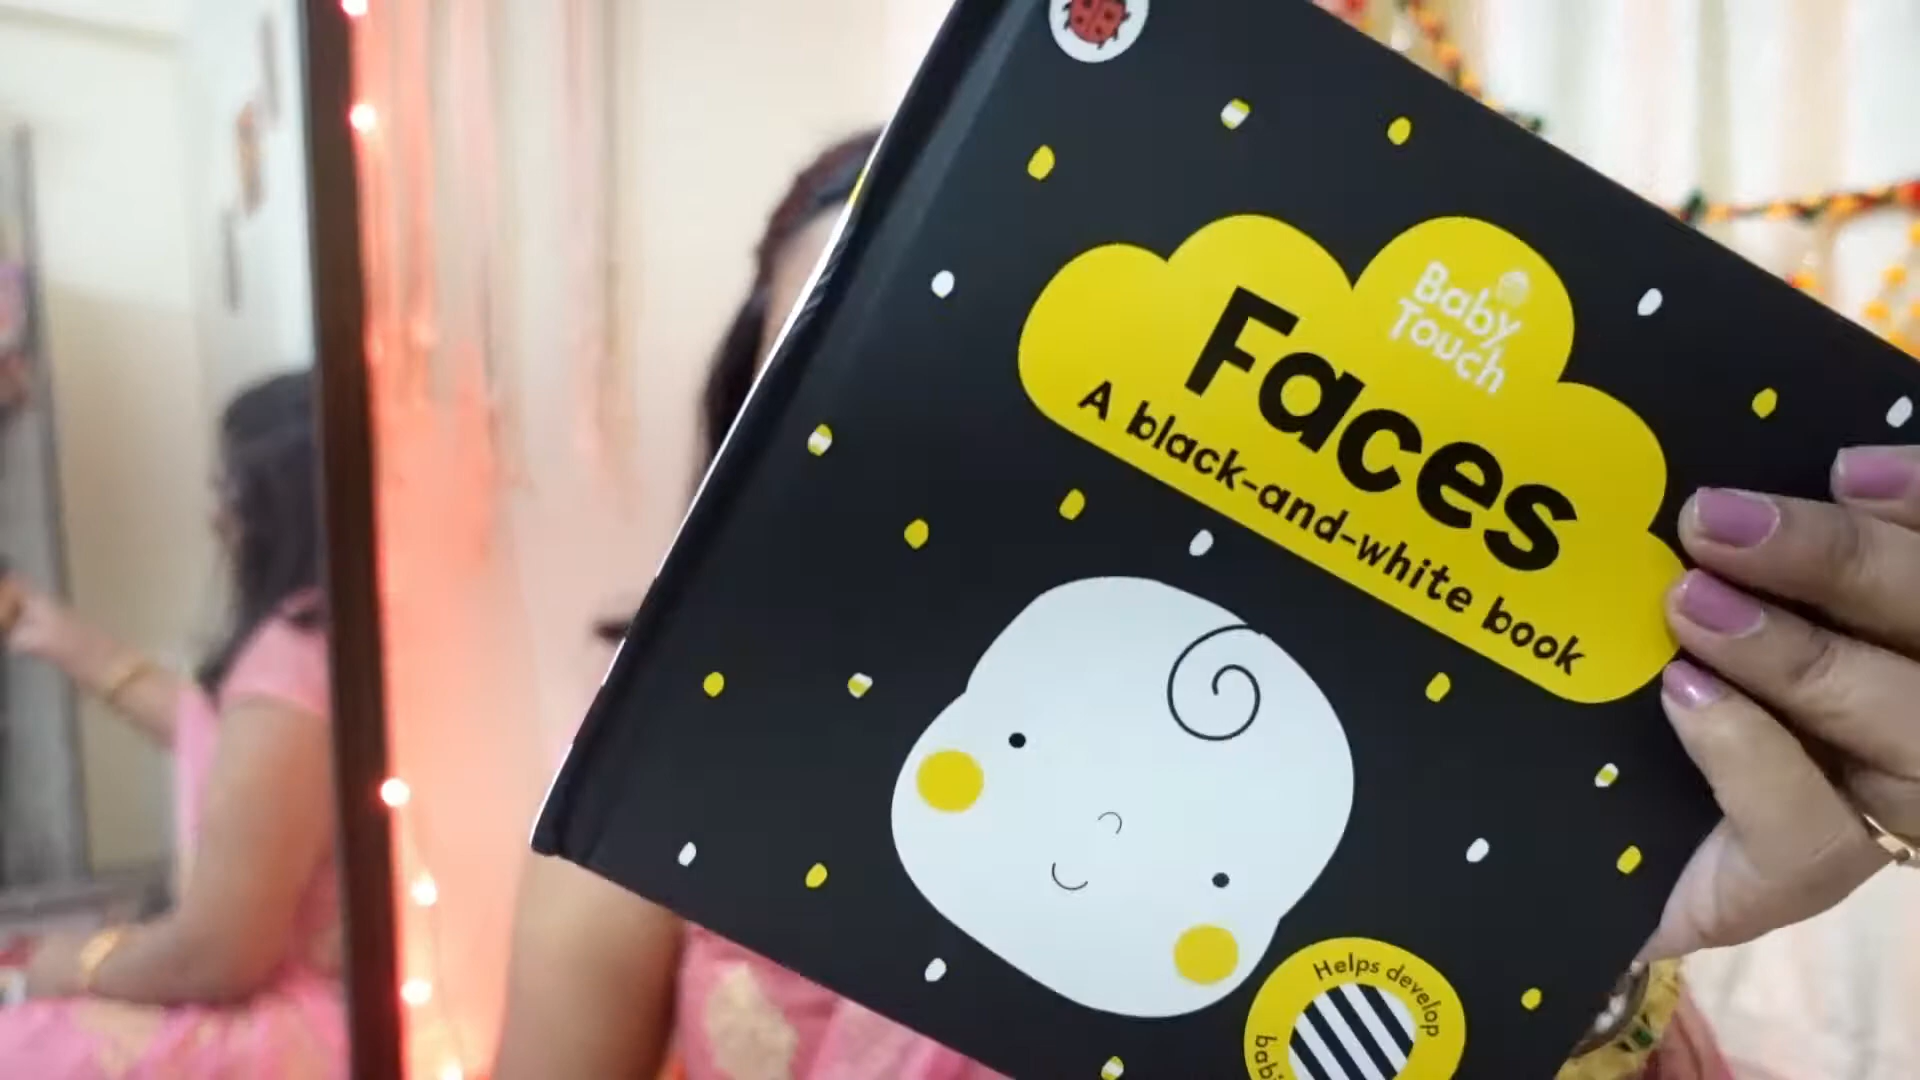 Baby
Touch
Faces
A black-and-white book
Helps develop